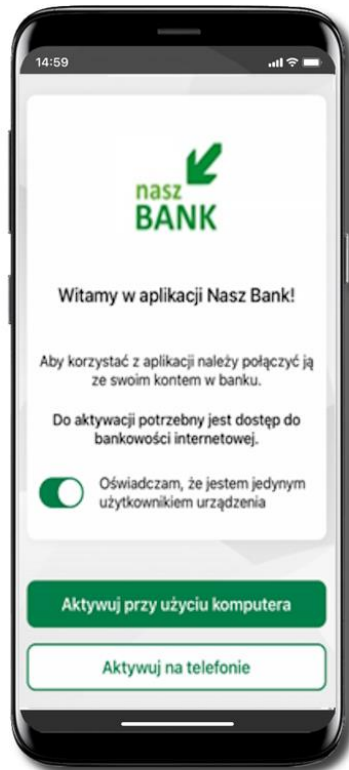 14:59
nasz
BANK
Witamy w aplikacji Nasz Bank!
Aby korzystać z aplikacji należy połączyć ją
ze swoim kontem w banku.
Do aktywacji potrzebny jest dostęp do
bankowości internetowej.
Oświadczam, że jestem jedynym
użytkownikiem urządzenia
Aktywuj przy użyciu komputera
Aktywuj na telefonie